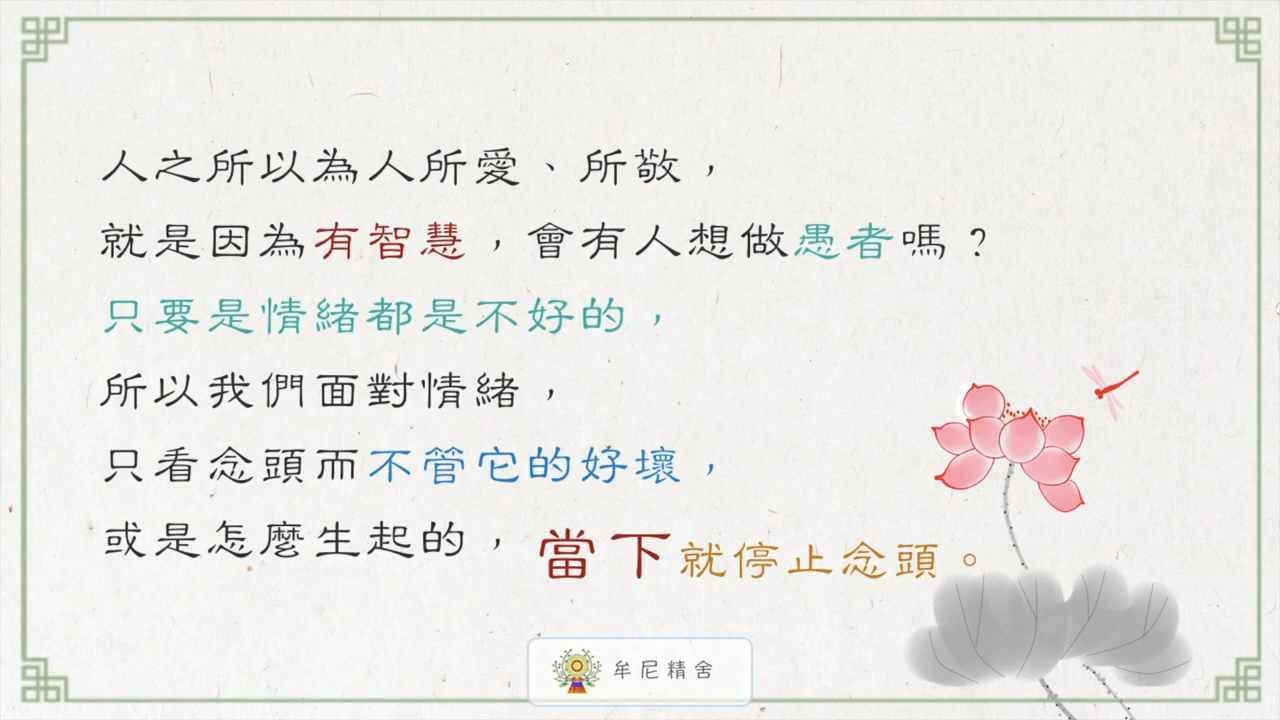 人之所以為人所愛、所敬，
就是因為有智慧，會有人想做愚者嗎？
只要是情緒都是不好的，
所以我們面對情緒，
只看念頭而不管它的好壞，
或是怎麼生起的，當下就停止念頭。
牟尼精舍